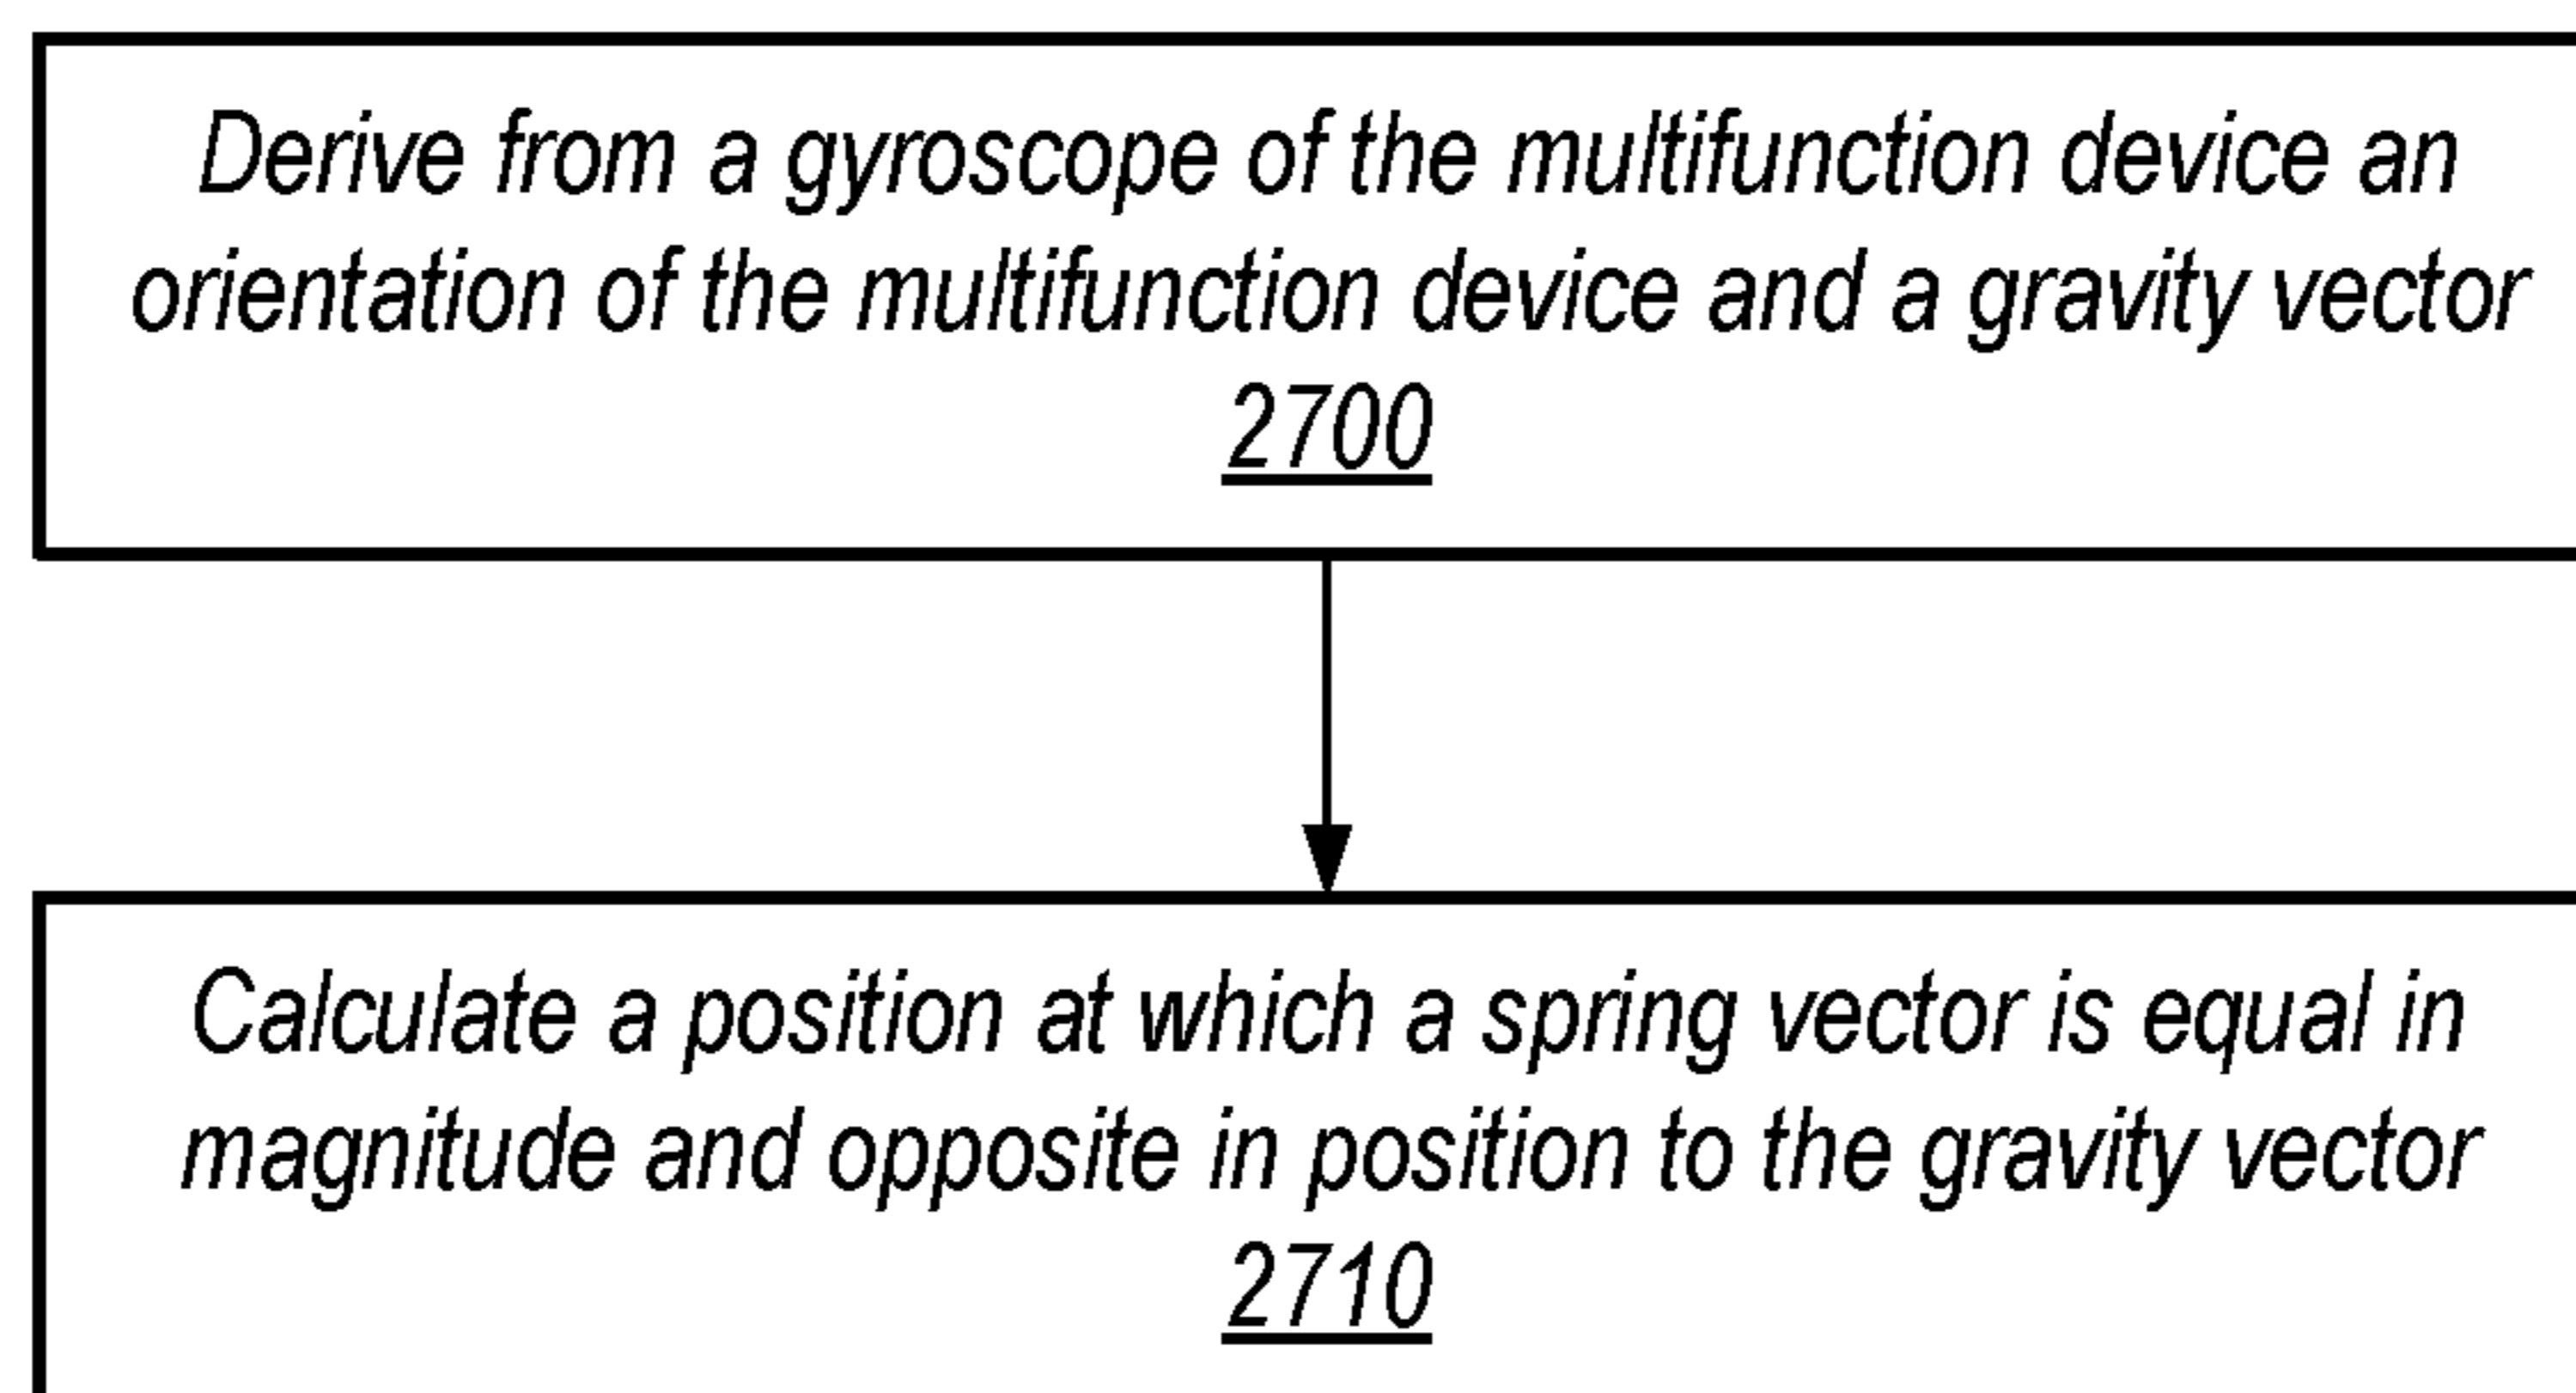 Derive from a gyroscope of the multifunction device an
orientation of the multifunction device and a gravity vector
2700
Calculate a position at which a spring vector is equal in
magnitude and opposite in position to the gravity vector
2710